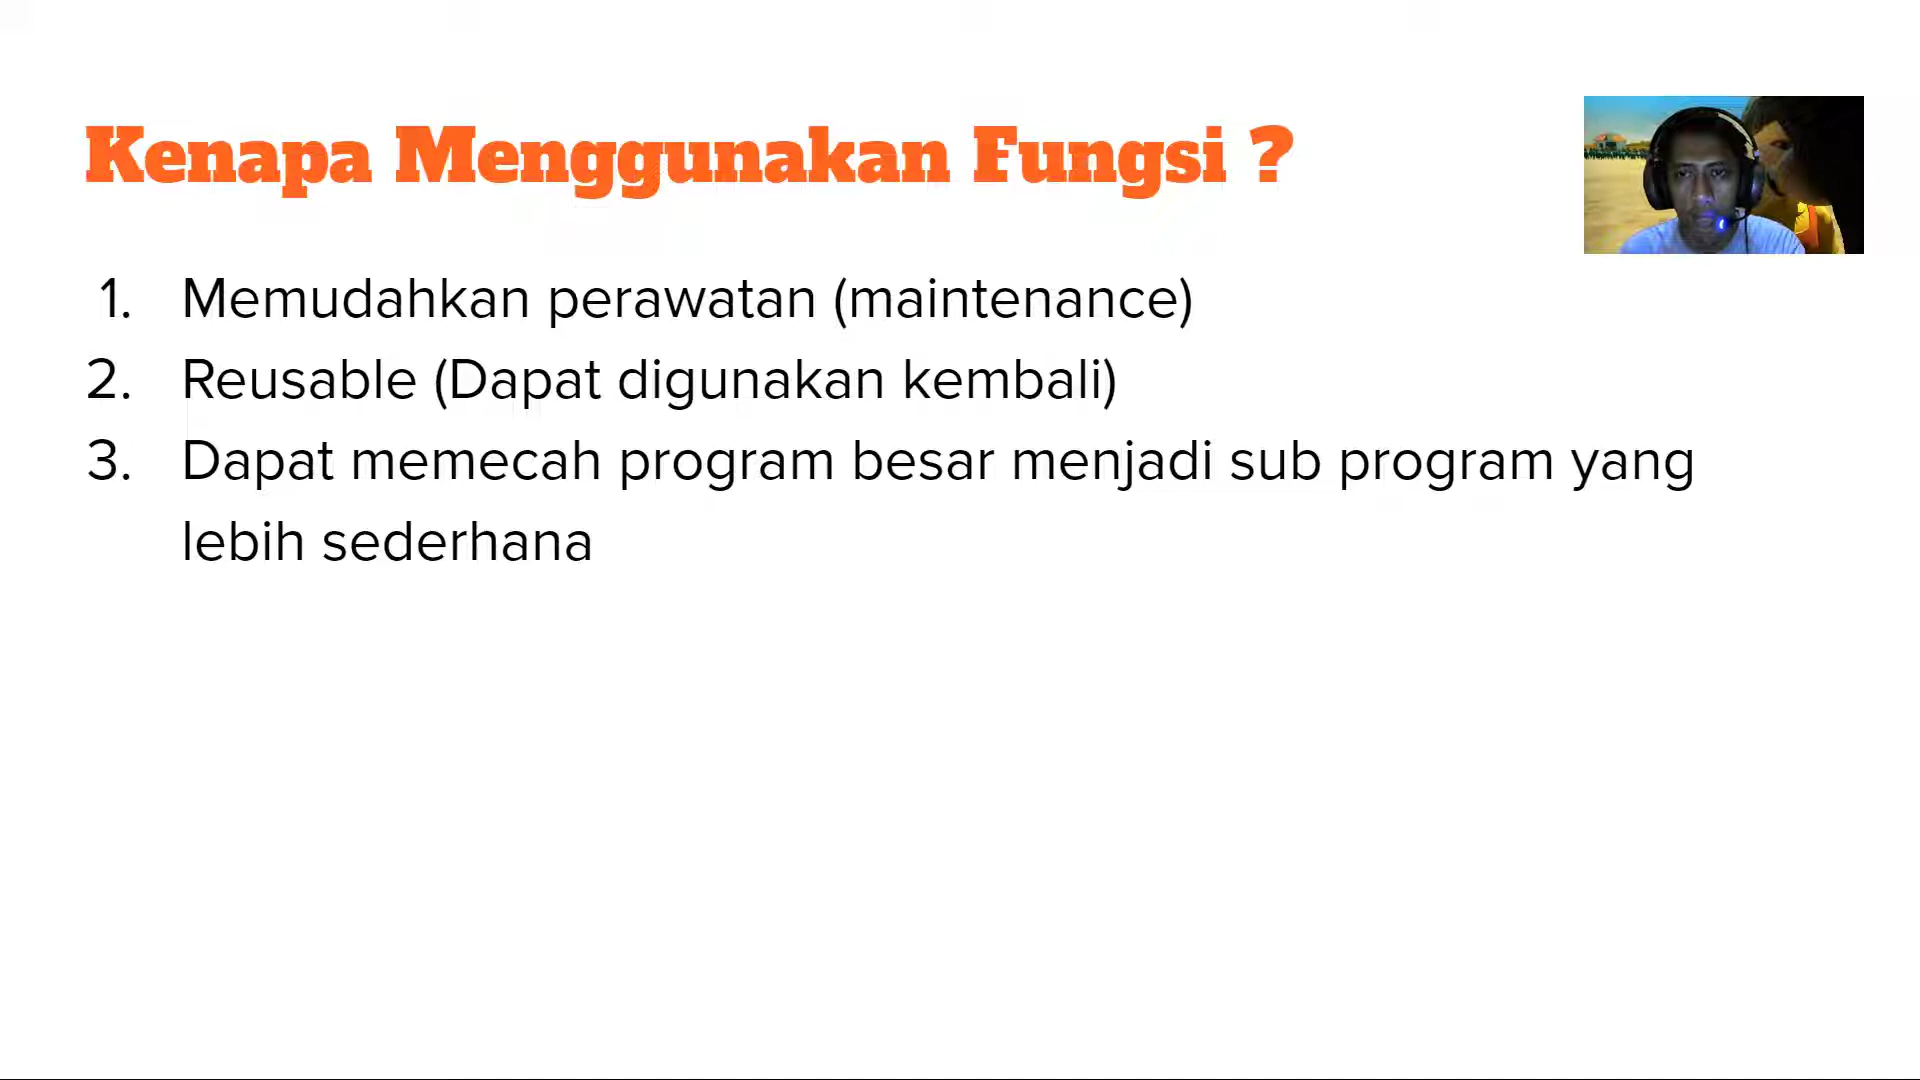 Kenapa Menggunakan Fungsi ?
1. Memudahkan perawatan (maintenance)
2. Reusable (Dapat digunakan kembali)
3. Dapat memecah program besar menjadi sub program yang
lebih sederhana